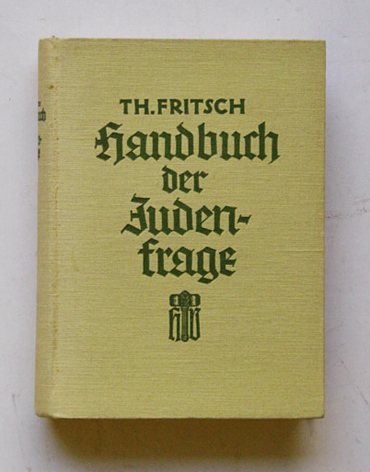 TH. FRITSCH
Handbuch
der
Juden-
frage